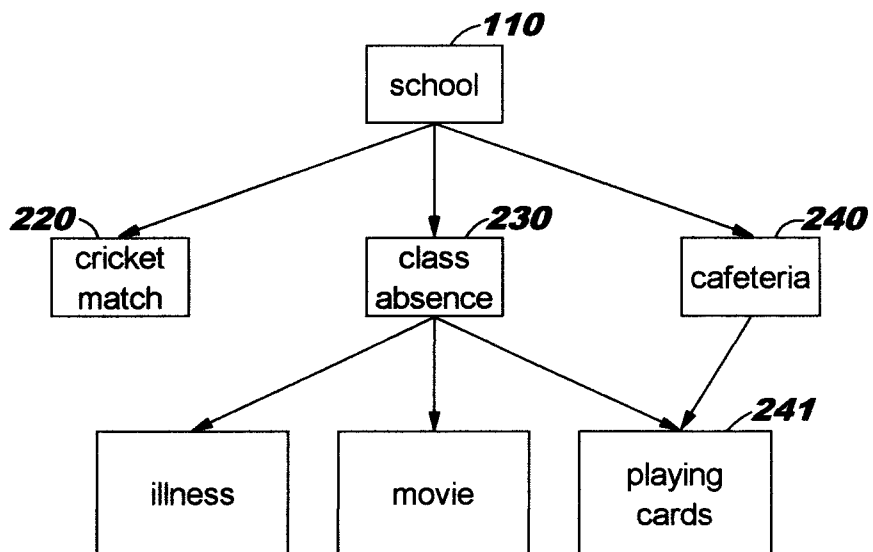 110
school
220
cricket
match
230
class
absence
240
cafeteria
illness
movie
241
playing
cards